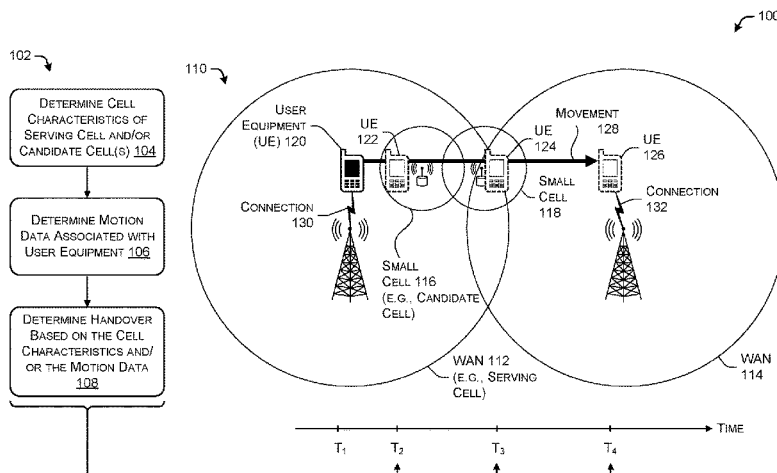 100
102
DETERMINE CELL
CHARACTERISTICS OF
SERVING CELL AND/OR
CANDIDATE CELL(S) 104
DETERMINE MOTION
DATA ASSOCIATED WITH
USER EQUIPMENT 106
DETERMINE HANDOVER
BASED ON THE CELL
CHARACTERISTICS AND/
OR THE MOTION DATA
108
110
USER
EQUIPMENT
(UE) 120
UE
122
UE
124
MOVEMENT
128
UE
126
SMALL
CELL
118
CONNECTION
130
CONNECTION
132
SMALL
CELL 116
(E.G., CANDIDATE
CELL)
WAN 112
(E.G., SERVING
CELL)
WAN
114
TIME
T1
T2
T3
T4